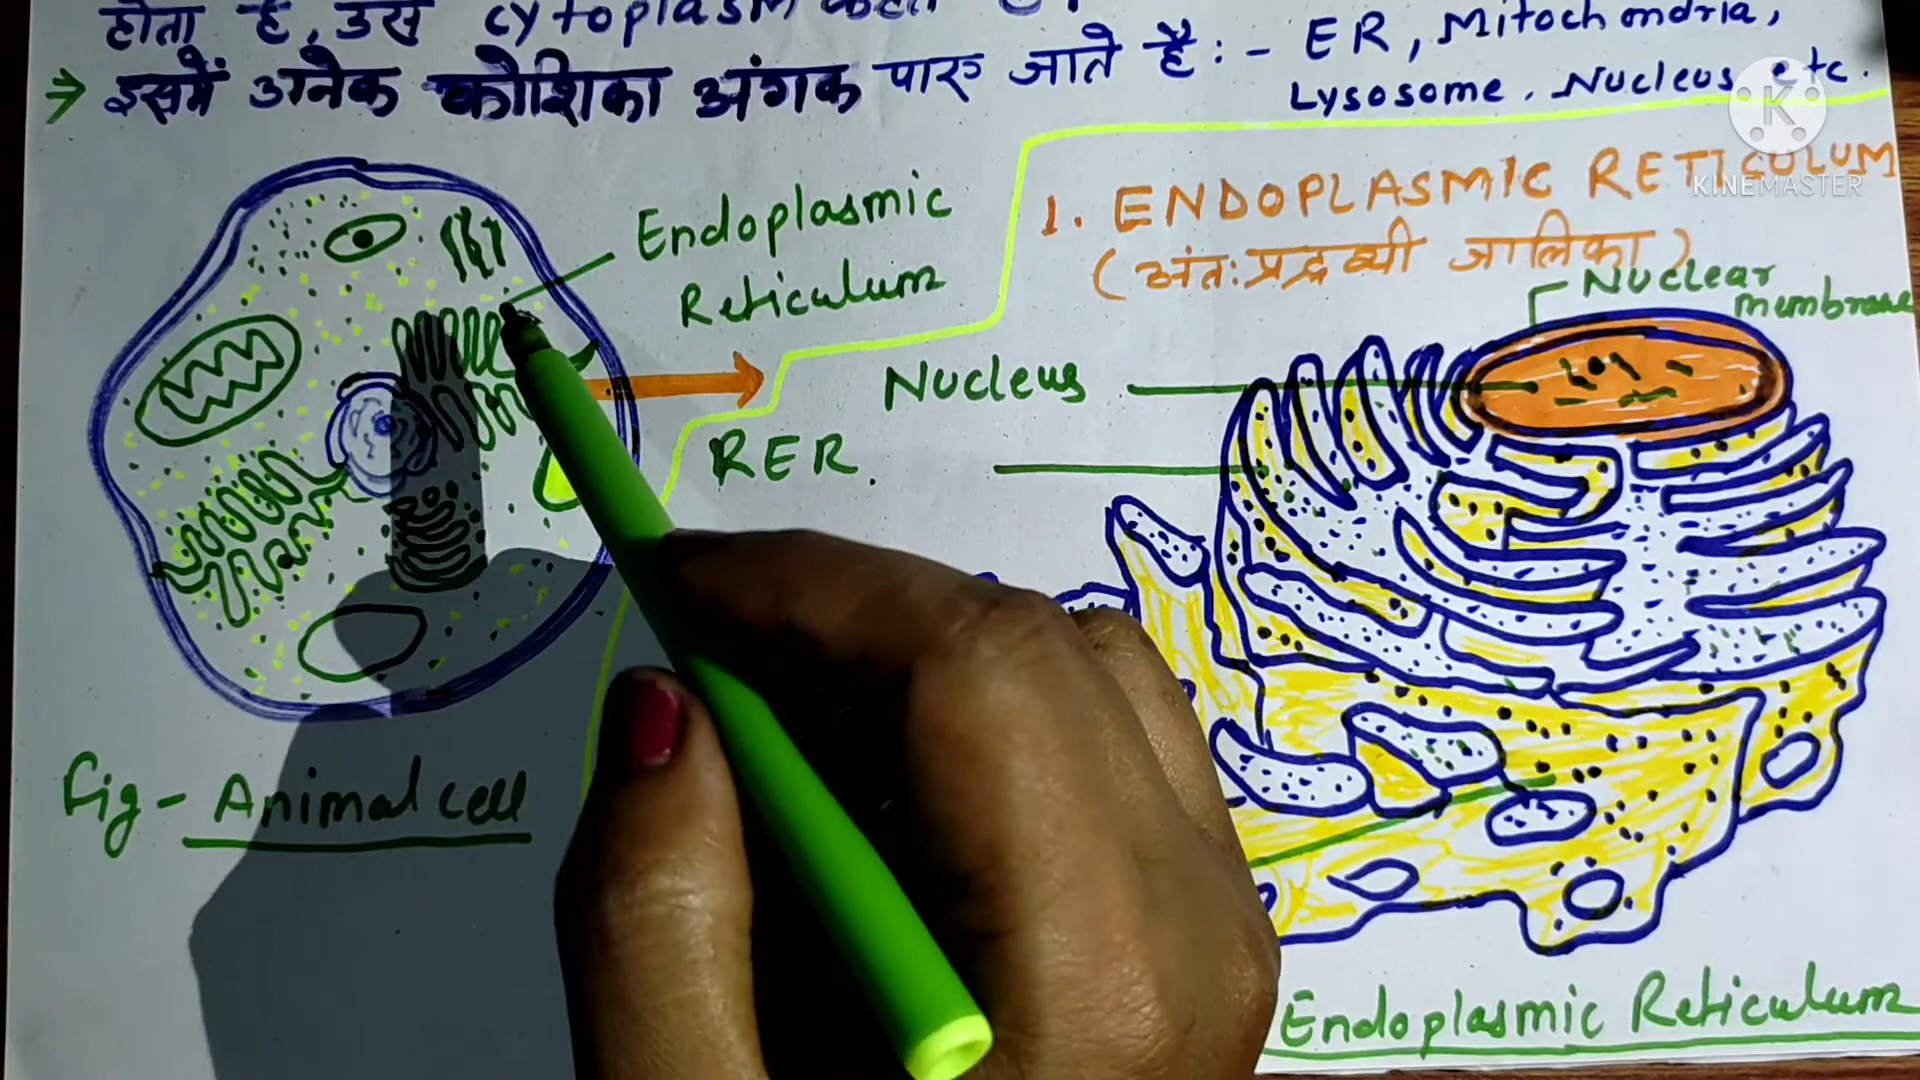 होता है, उसे cytoplasm कहते हैं।
⇒ इसमें अनेक कोशिका अंगक पाए जाते है :- ER, Mitochondria,
Lysosome, Nucleus etc.
Endoplasmic
Reticulum
1. ENDOPLASMIC RETICULUM
(अंत:प्रद्रव्यी जालिका)
Nuclear
membrane
Nucleus
RER.
Fig - Animal cell
Endoplasmic Reticulum
KINEMASTER